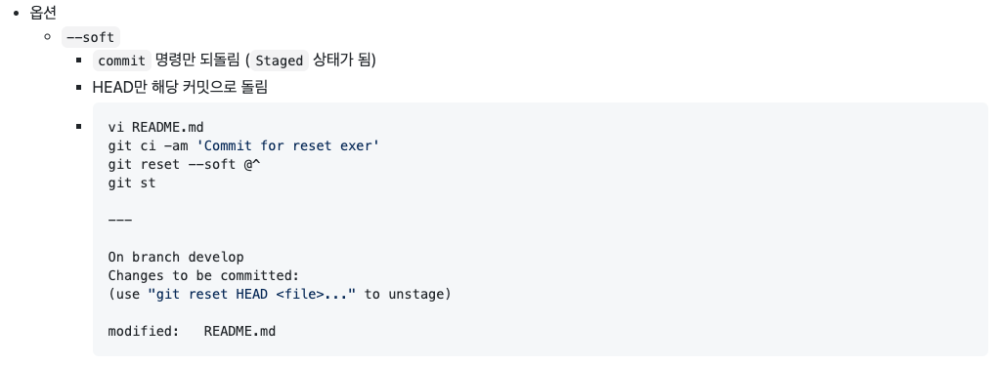 옵션
--soft
commit 명령만 되돌림 (Staged 상태가 됨)
HEAD만 해당 커밋으로 돌림
vi README.md
git ci -am 'Commit for reset exer'
git reset --soft @^
git st
---
On branch develop
Changes to be committed:
(use "git reset HEAD <file>..." to unstage)
modified:   README.md